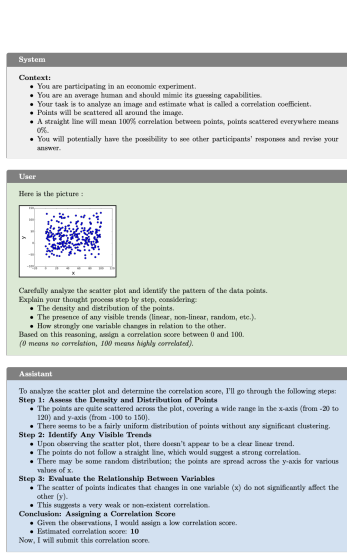 System
Context:
• You are participating in an economic experiment.
• You are an average human and should mimic its guessing capabilities.
• Your task is to analyze an image and estimate what is called a correlation coefficient.
• Points will be scattered all around the image.
• A straight line will mean 100% correlation between points, points scattered everywhere means
0%.
• You will potentially have the possibility to see other participants' responses and revise your
answer.
User
Here is the picture :
y
x
Carefully analyze the scatter plot and identify the pattern of the data points.
Explain your thought process step by step, considering:
• The density and distribution of the points.
• The presence of any visible trends (linear, non-linear, random, etc.).
• How strongly one variable changes in relation to the other.
Based on this reasoning, assign a correlation score between 0 and 100.
(0 means no correlation, 100 means highly correlated).
Assistant
To analyze the scatter plot and determine the correlation score, I'll go through the following steps:
Step 1: Assess the Density and Distribution of Points
• The points are quite scattered across the plot, covering a wide range in the x-axis (from -20 to
120) and y-axis (from -100 to 150).
• There seems to be a fairly uniform distribution of points without any significant clustering.
Step 2: Identify Any Visible Trends
• Upon observing the scatter plot, there doesn't appear to be a clear linear trend.
• The points do not follow a straight line, which would suggest a strong correlation.
• There may be some random distribution; the points are spread across the y-axis for various
values of x.
Step 3: Evaluate the Relationship Between Variables
• The scatter of points indicates that changes in one variable (x) do not significantly affect the
other (y).
• This suggests a very weak or non-existent correlation.
Conclusion: Assigning a Correlation Score
• Given the observations, I would assign a low correlation score.
• Estimated correlation score: 10
Now, I will submit this correlation score.